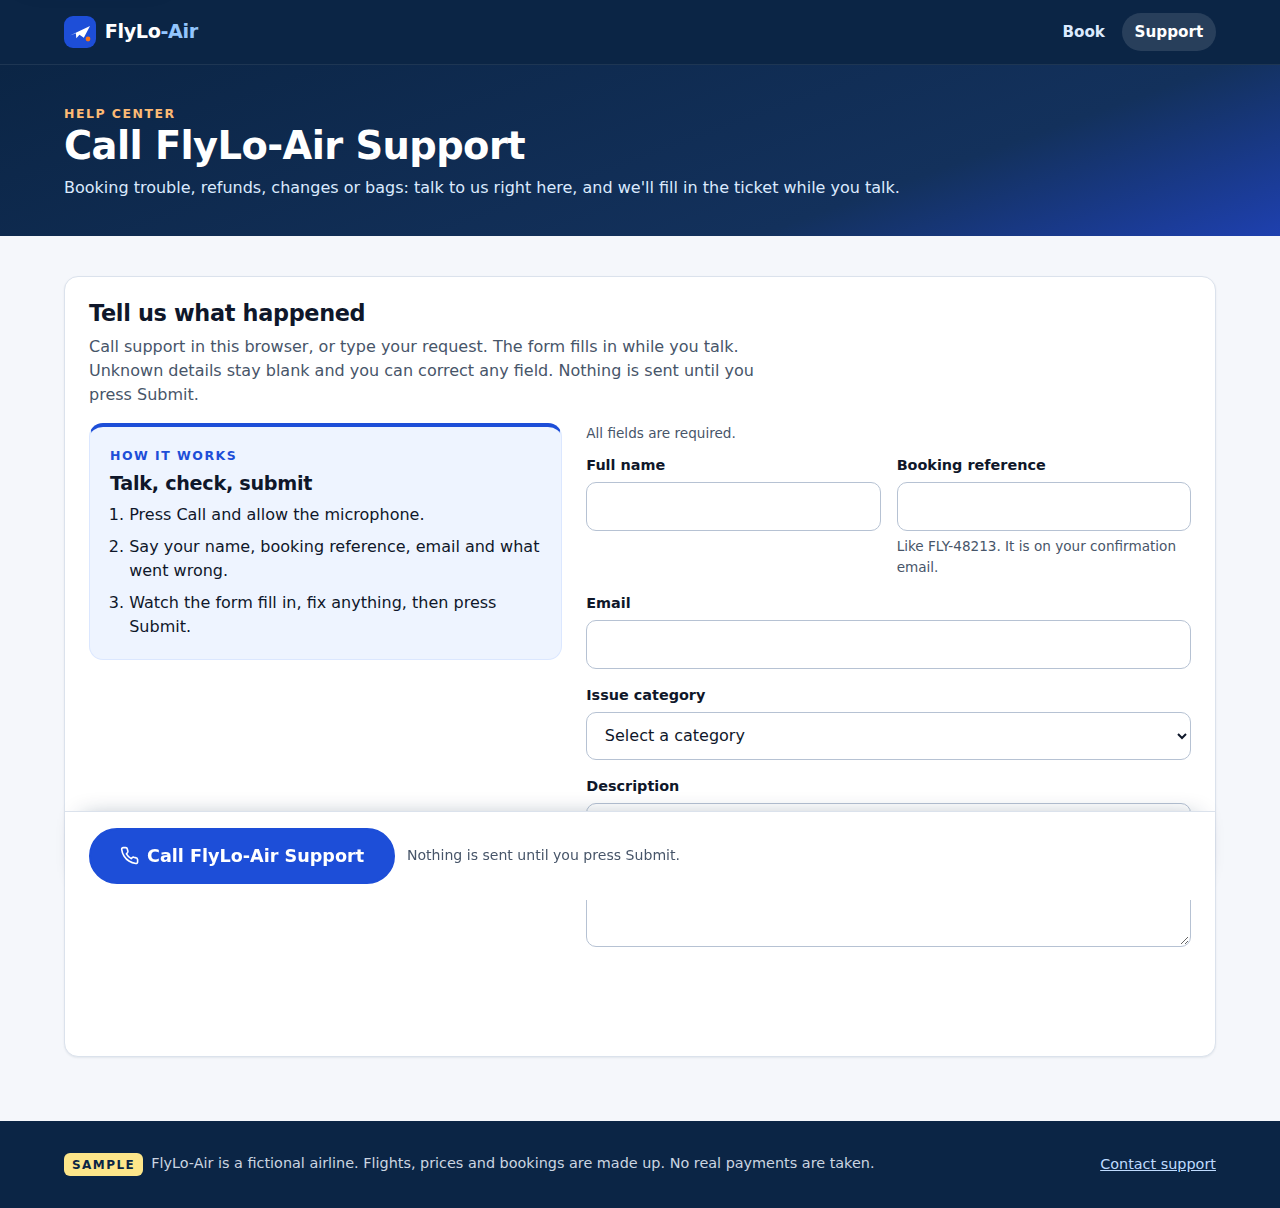 FlyLo-Air
Book
Support
HELP CENTER
Call FlyLo-Air Support
Booking trouble, refunds, changes or bags: talk to us right here, and we'll fill in the ticket while you talk.
Tell us what happened
Call support in this browser, or type your request. The form fills in while you talk.
Unknown details stay blank and you can correct any field. Nothing is sent until you
press Submit.
HOW IT WORKS
Talk, check, submit
1. Press Call and allow the microphone.
2. Say your name, booking reference, email and what
went wrong.
3. Watch the form fill in, fix anything, then press
Submit.
All fields are required.
Full name
Booking reference
Like FLY-48213. It is on your confirmation
email.
Email
Issue category
Select a category
Description
Call FlyLo-Air Support
Nothing is sent until you press Submit.
SAMPLE
FlyLo-Air is a fictional airline. Flights, prices and bookings are made up. No real payments are taken.
Contact support